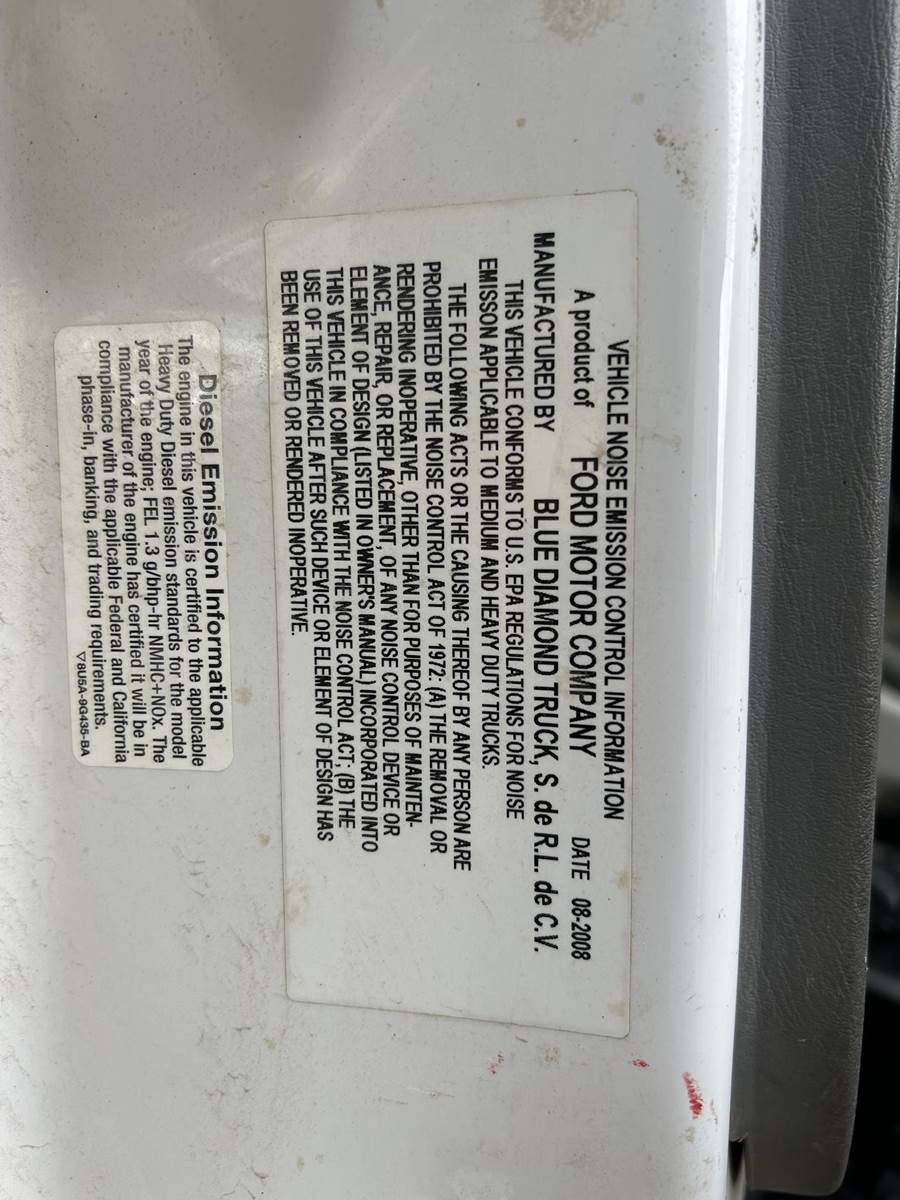 VEHICLE NOISE EMISSION CONTROL INFORMATION
A product of FORD MOTOR COMPANY DATE 08-2008
MANUFACTURED BY BLUE DIAMOND TRUCK, S. de R.L. de C.V.
THIS VEHICLE CONFORMS TO U.S. EPA REGULATIONS FOR NOISE
EMISSON APPLICABLE TO MEDIUM AND HEAVY DUTY TRUCKS.
THE FOLLOWING ACTS OR THE CAUSING THEREOF BY ANY PERSON ARE
PROHIBITED BY THE NOISE CONTROL ACT OF 1972: (A) THE REMOVAL OR
RENDERING INOPERATIVE, OTHER THAN FOR PURPOSES OF MAINTEN-
ANCE, REPAIR, OR REPLACEMENT, OF ANY NOISE CONTROL DEVICE OR
ELEMENT OF DESIGN (LISTED IN OWNER'S MANUAL) INCORPORATED INTO
THIS VEHICLE IN COMPLIANCE WITH THE NOISE CONTROL ACT; (B) THE
USE OF THIS VEHICLE AFTER SUCH DEVICE OR ELEMENT OF DESIGN HAS
BEEN REMOVED OR RENDERED INOPERATIVE.
Diesel Emission Information
The engine in this vehicle is certified to the applicable
Heavy Duty Diesel emission standards for the model
year of the engine; FEL 1.3 g/bhp-hr NMHC+NOx. The
manufacturer of the engine has certified it will be in
compliance with the applicable Federal and California
phase-in, banking, and trading requirements.
▽8U5A-9G435-BA